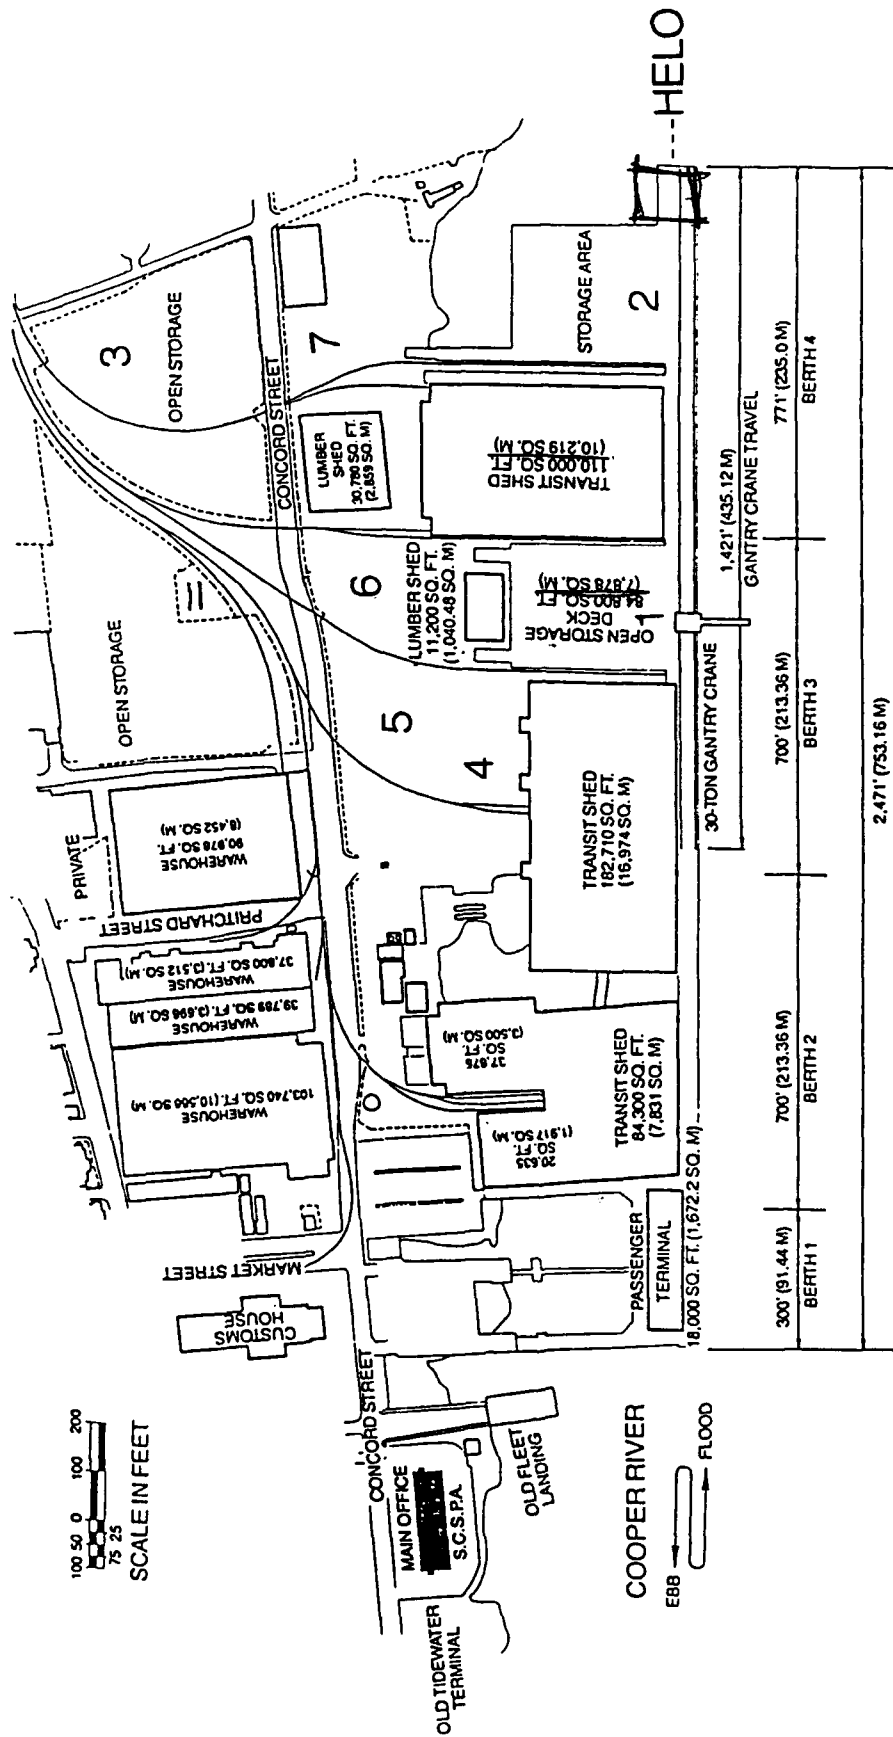 100 50 0 100 200
75 25
SCALE IN FEET
OLD TIDEWATER
TERMINAL
MAIN OFFICE
S.C.S.P.A.
CONCORD STREET
OLD FLEET
LANDING
COOPER RIVER
EBB
FLOOD
CUSTOMS
HOUSE
MARKET STREET
WAREHOUSE
103,740 SQ. FT. (10,566 SQ. M)
WAREHOUSE
39,789 SQ. FT. (3,696 SQ. M)
WAREHOUSE
37,800 SQ. FT. (3,512 SQ. M)
PRITCHARD STREET
PRIVATE
WAREHOUSE
90,978 SQ. FT.
(8,452 SQ. M)
OPEN STORAGE
3
OPEN STORAGE
CONCORD STREET
7
LUMBER
SHED
30,780 SQ. FT.
(2,859 SQ. M)
6
LUMBER SHED
11,200 SQ. FT.
(1,040.48 SQ. M)
5
4
PASSENGER
TERMINAL
18,000 SQ. FT. (1,672.2 SQ. M)
20,635
SQ. FT.
(1,917 SQ. M)
37,675
SQ. FT.
(3,500 SQ. M)
TRANSIT SHED
84,300 SQ. FT.
(7,831 SQ. M)
TRANSIT SHED
182,710 SQ. FT.
(16,974 SQ. M)
OPEN STORAGE
DECK
84,800 SQ. FT
(7,878 SQ. M)
1
TRANSIT SHED
110,000 SQ. FT.
(10,219 SQ. M)
STORAGE AREA
2
HELO
30-TON GANTRY CRANE
1,421' (435.12 M)
GANTRY CRANE TRAVEL
300' (91.44 M)
BERTH 1
700' (213.36 M)
BERTH 2
700' (213.36 M)
BERTH 3
771' (235.0 M)
BERTH 4
2,471' (753.16 M)